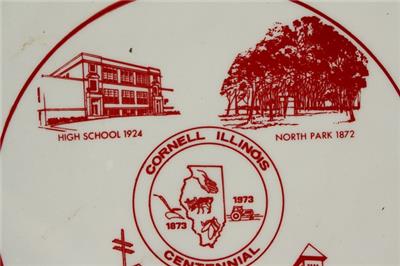 HIGH SCHOOL 1924
NORTH PARK 1872
CORNELL ILLINOIS
1873
1973
CENTENNIAL